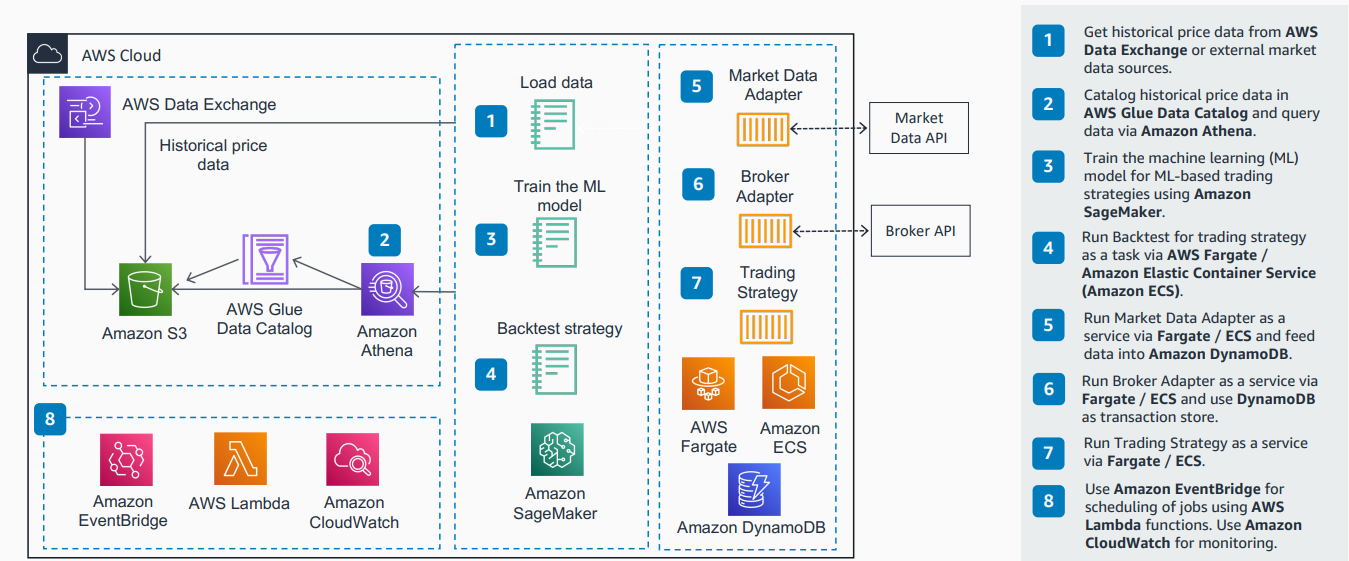 AWS Cloud
AWS Data Exchange
Historical price
data
2
Amazon S3
AWS Glue
Data Catalog
Amazon
Athena
8
Amazon
EventBridge
AWS Lambda
Amazon
CloudWatch
Load data
1
Train the ML
model
3
Backtest strategy
4
Amazon
SageMaker
5
Market Data
Adapter
6
Broker
Adapter
7
Trading
Strategy
AWS
Fargate
Amazon
ECS
Amazon DynamoDB
Market
Data API
Broker API
1
Get historical price data from AWS
Data Exchange or external market
data sources.
2
Catalog historical price data in
AWS Glue Data Catalog and query
data via Amazon Athena.
3
Train the machine learning (ML)
model for ML-based trading
strategies using Amazon
SageMaker.
4
Run Backtest for trading strategy
as a task via AWS Fargate /
Amazon Elastic Container Service
(Amazon ECS).
5
Run Market Data Adapter as a
service via Fargate / ECS and feed
data into Amazon DynamoDB.
6
Run Broker Adapter as a service via
Fargate / ECS and use DynamoDB
as transaction store.
7
Run Trading Strategy as a service
via Fargate / ECS.
8
Use Amazon EventBridge for
scheduling of jobs using AWS
Lambda functions. Use Amazon
CloudWatch for monitoring.